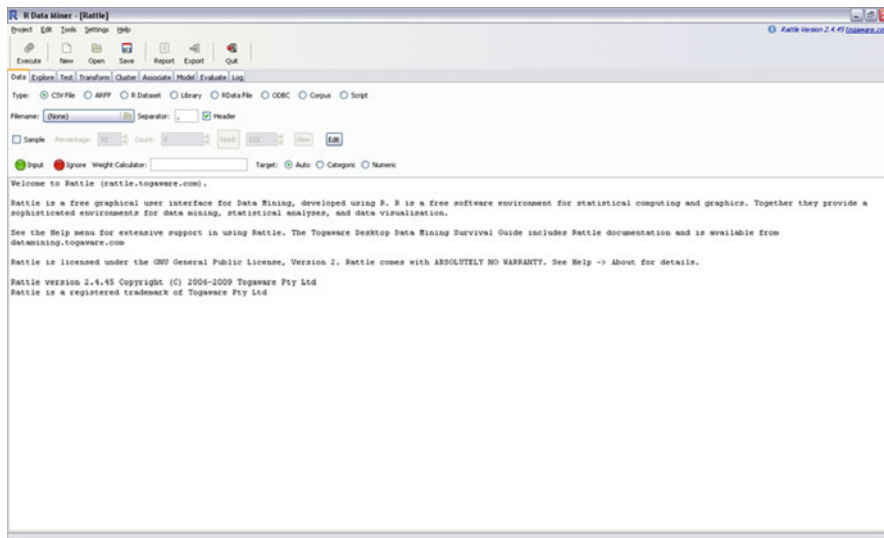 R Data Miner - [Rattle]
Project Edit Tools Settings Help
Rattle Version 2.4.45 togaware.com
Execute New Open Save Report Export Quit
Data Explore Test Transform Cluster Associate Model Evaluate Log
Type: CSV File ARFF R Dataset Library RData File ODBC Corpus Script
Filename: (None) Separator: , Header
Sample Percentage: 70 Count: 0 Seed: 123 View Edit
Input Ignore Weight Calculator: Target: Auto Categoric Numeric
Welcome to Rattle (rattle.togaware.com).
Rattle is a free graphical user interface for Data Mining, developed using R. R is a free software environment for statistical computing and graphics. Together they provide a
sophisticated environments for data mining, statistical analyses, and data visualisation.
See the Help menu for extensive support in using Rattle. The Togaware Desktop Data Mining Survival Guide includes Rattle documentation and is available from
datamining.togaware.com
Rattle is licensed under the GNU General Public License, Version 2. Rattle comes with ABSOLUTELY NO WARRANTY. See Help -> About for details.
Rattle version 2.4.45 Copyright (C) 2006-2009 Togaware Pty Ltd
Rattle is a registered trademark of Togaware Pty Ltd